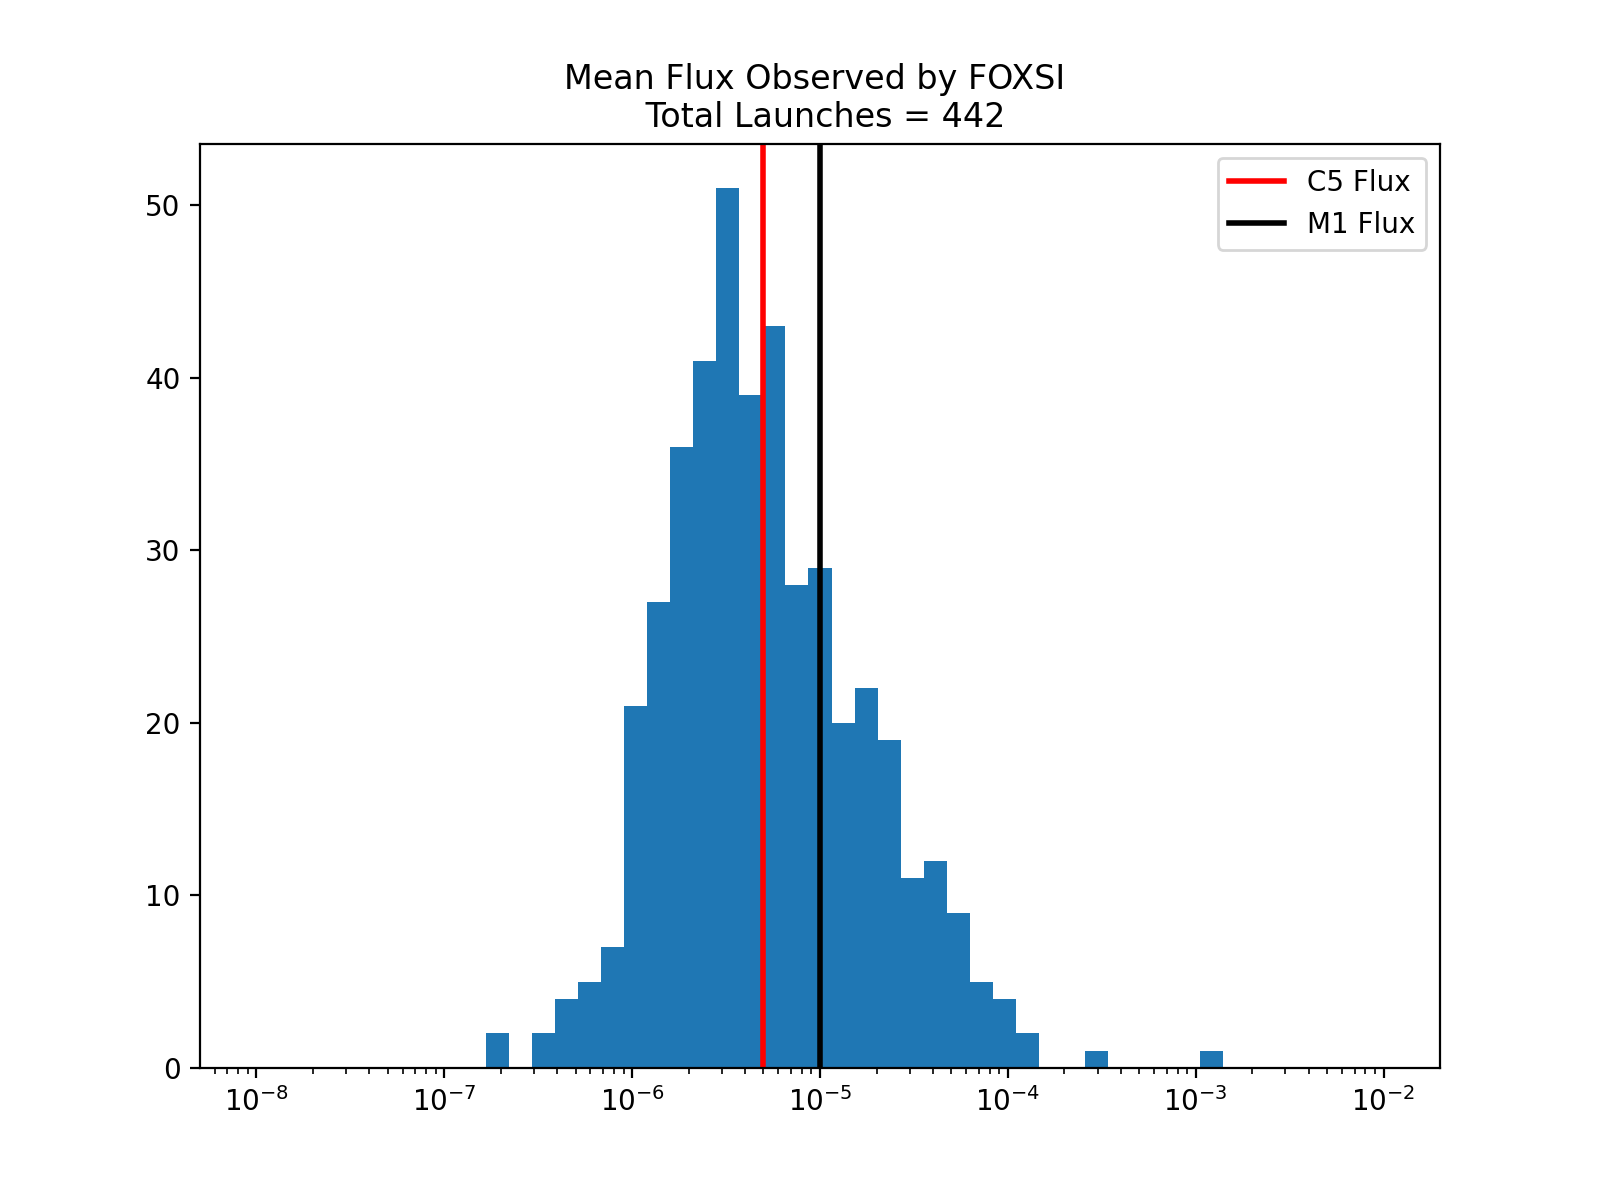 Mean Flux Observed by FOXSI
Total Launches = 442
C5 Flux
M1 Flux
50
40
30
20
10
0
10⁻⁸ 10⁻⁷ 10⁻⁶ 10⁻⁵ 10⁻⁴ 10⁻³ 10⁻²